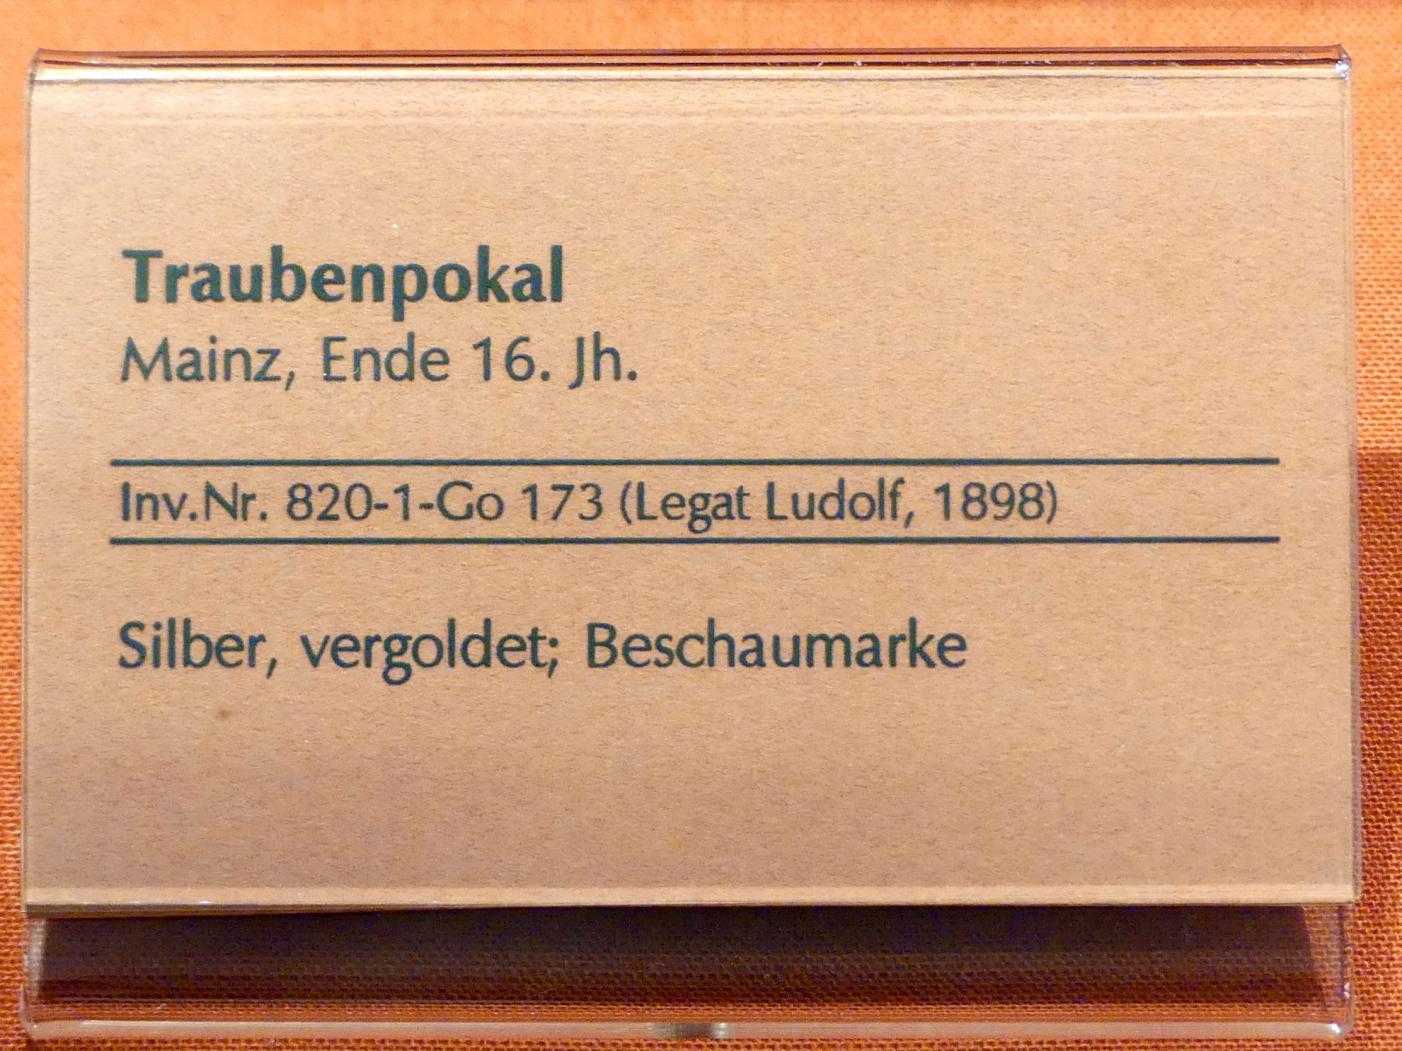 Traubenpokal
Mainz, Ende 16. Jh.
Inv.Nr. 820-1-Go 173 (Legat Ludolf, 1898)
Silber, vergoldet; Beschaumarke